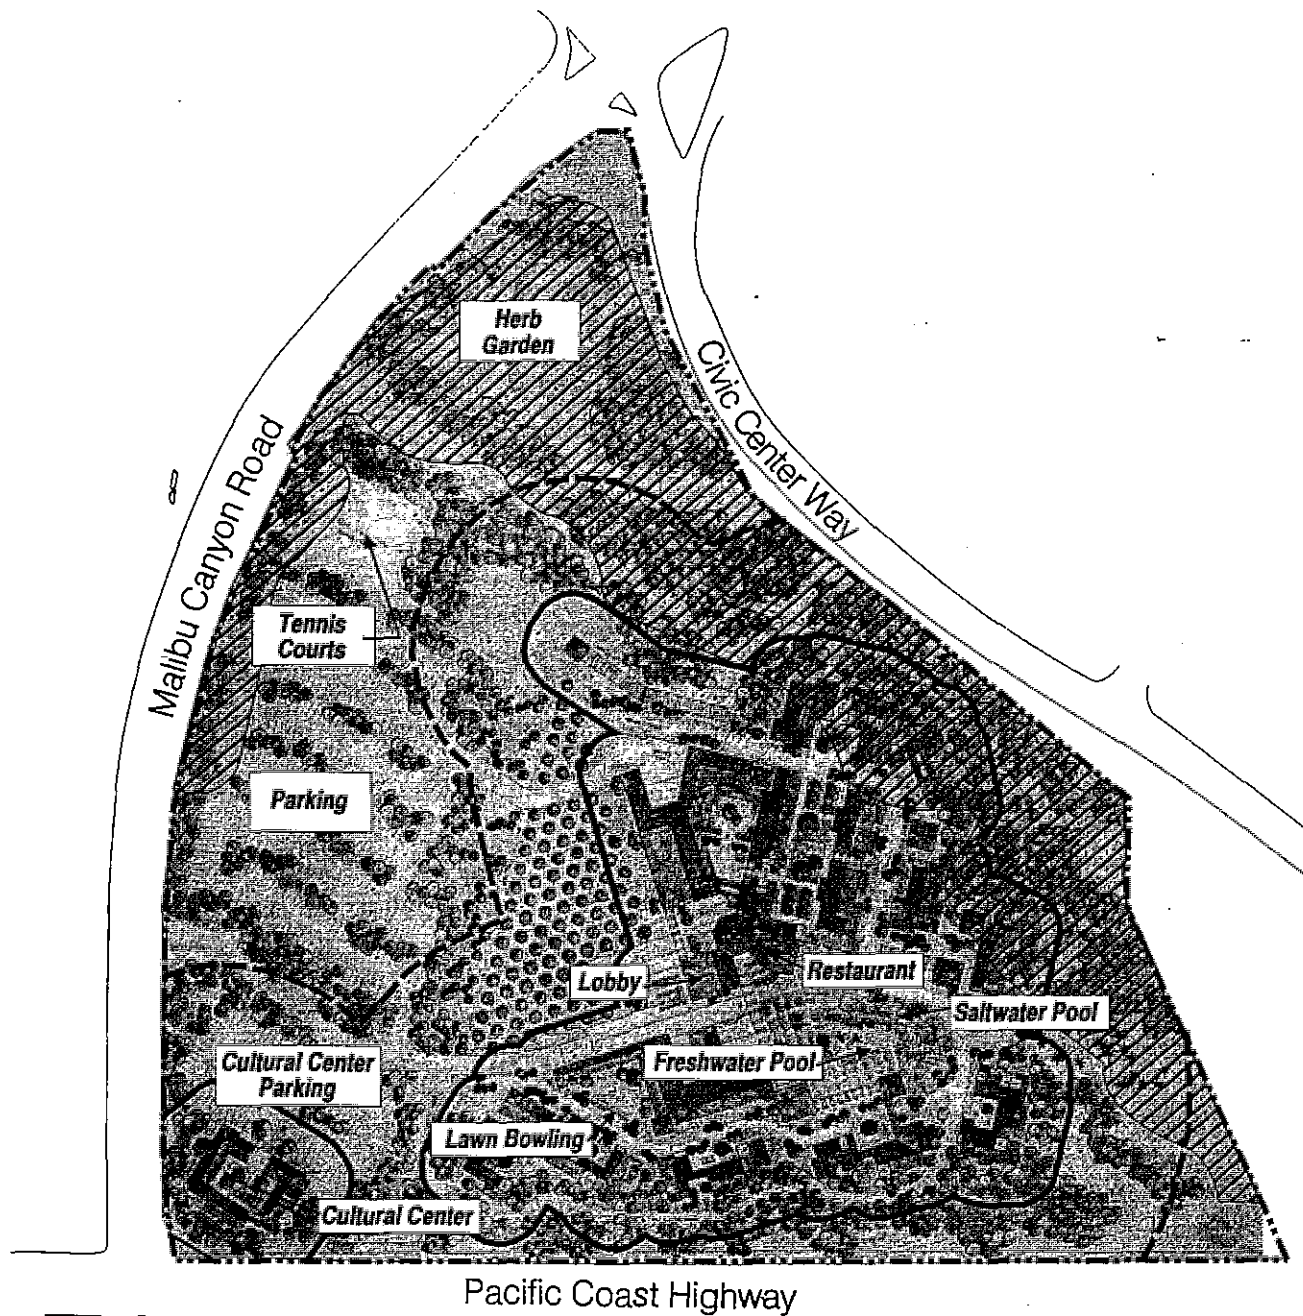 Herb
Garden
Civic Center Way
Malibu Canyon Road
Tennis
Courts
Parking
Lobby
Restaurant
Saltwater Pool
Cultural Center
Parking
Freshwater Pool
Lawn Bowling
Cultural Center
Pacific Coast Highway